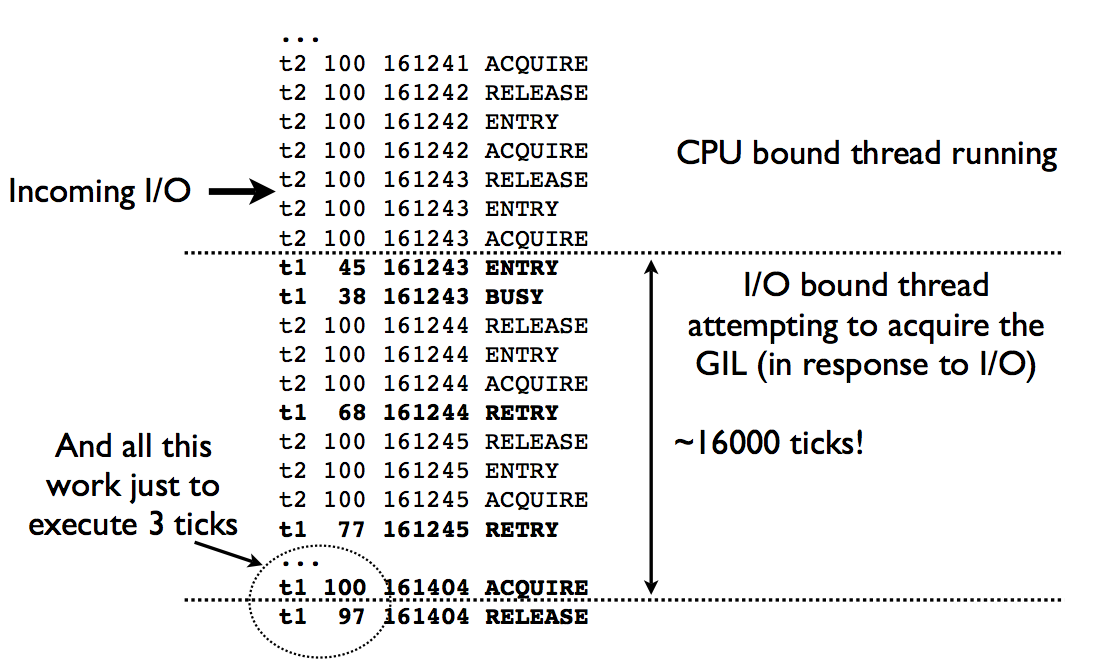 ...
t2 100 161241 ACQUIRE
t2 100 161242 RELEASE
t2 100 161242 ENTRY
t2 100 161242 ACQUIRE
t2 100 161243 RELEASE
t2 100 161243 ENTRY
t2 100 161243 ACQUIRE
t1 45 161243 ENTRY
t1 38 161243 BUSY
t2 100 161244 RELEASE
t2 100 161244 ENTRY
t2 100 161244 ACQUIRE
t1 68 161244 RETRY
t2 100 161245 RELEASE
t2 100 161245 ENTRY
t2 100 161245 ACQUIRE
t1 77 161245 RETRY
...
t1 100 161404 ACQUIRE
t1 97 161404 RELEASE
Incoming I/O
CPU bound thread running
I/O bound thread
attempting to acquire the
GIL (in response to I/O)
~16000 ticks!
And all this
work just to
execute 3 ticks